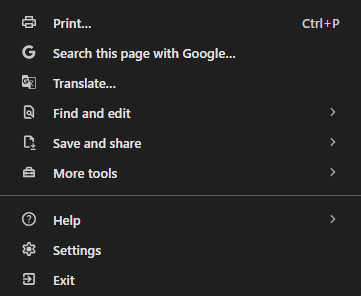 Print... Ctrl+P
Search this page with Google...
Translate...
Find and edit
Save and share
More tools
Help
Settings
Exit